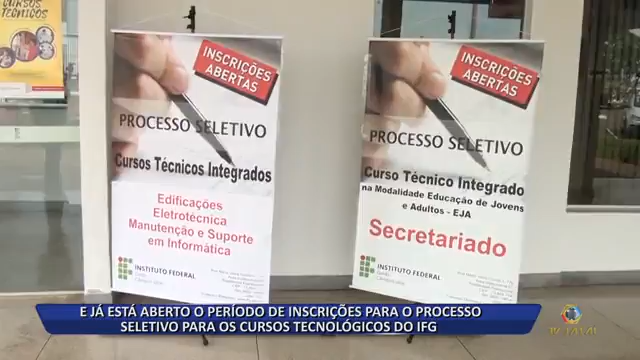 CURSOS
TÉCNICOS
INSCRIÇÕES
ABERTAS
PROCESSO SELETIVO
Cursos Técnicos Integrados
Edificações
Eletrotécnica
Manutenção e Suporte
em Informática
INSTITUTO FEDERAL
INSCRIÇÕES
ABERTAS
PROCESSO SELETIVO
Curso Técnico Integrado
na Modalidade Educação de Jovens
e Adultos - EJA
Secretariado
INSTITUTO FEDERAL
E JÁ ESTÁ ABERTO O PERÍODO DE INSCRIÇÕES PARA O PROCESSO
SELETIVO PARA OS CURSOS TECNOLÓGICOS DO IFG